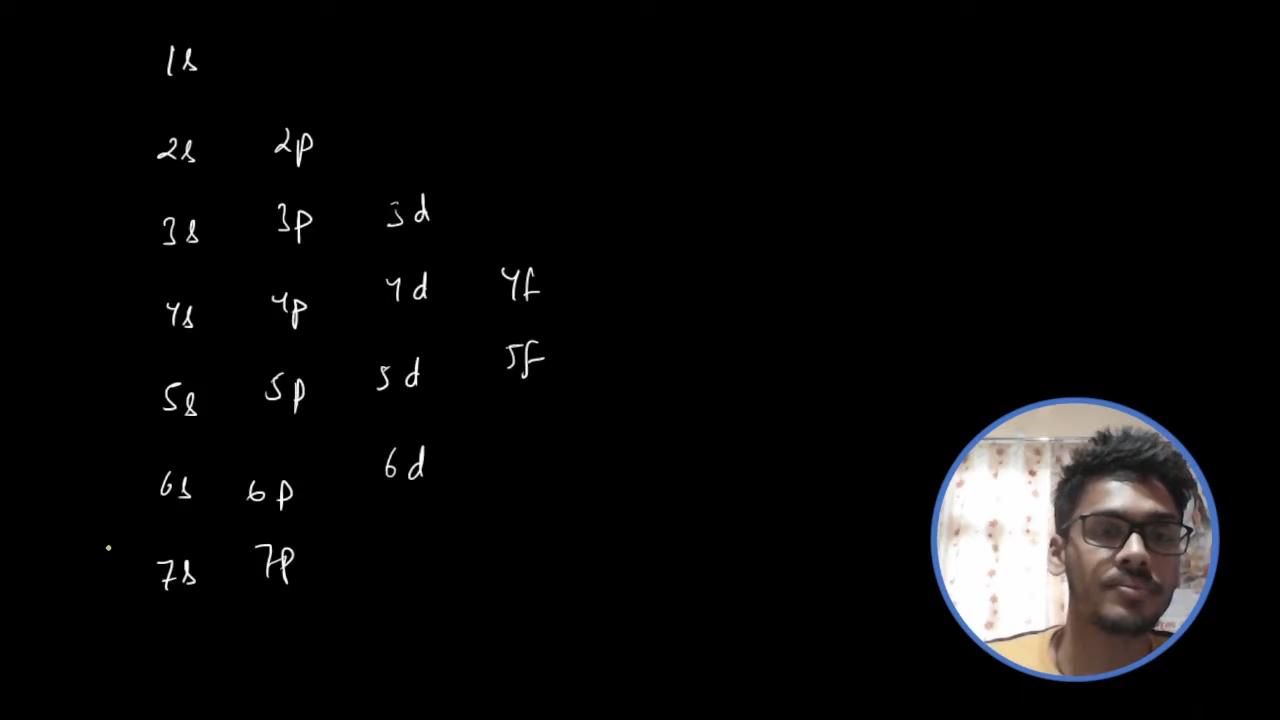 1s
2s 2p
3s 3p 3d
4s 4p 4d 4f
5s 5p 5d 5f
6s 6p 6d
7s 7p